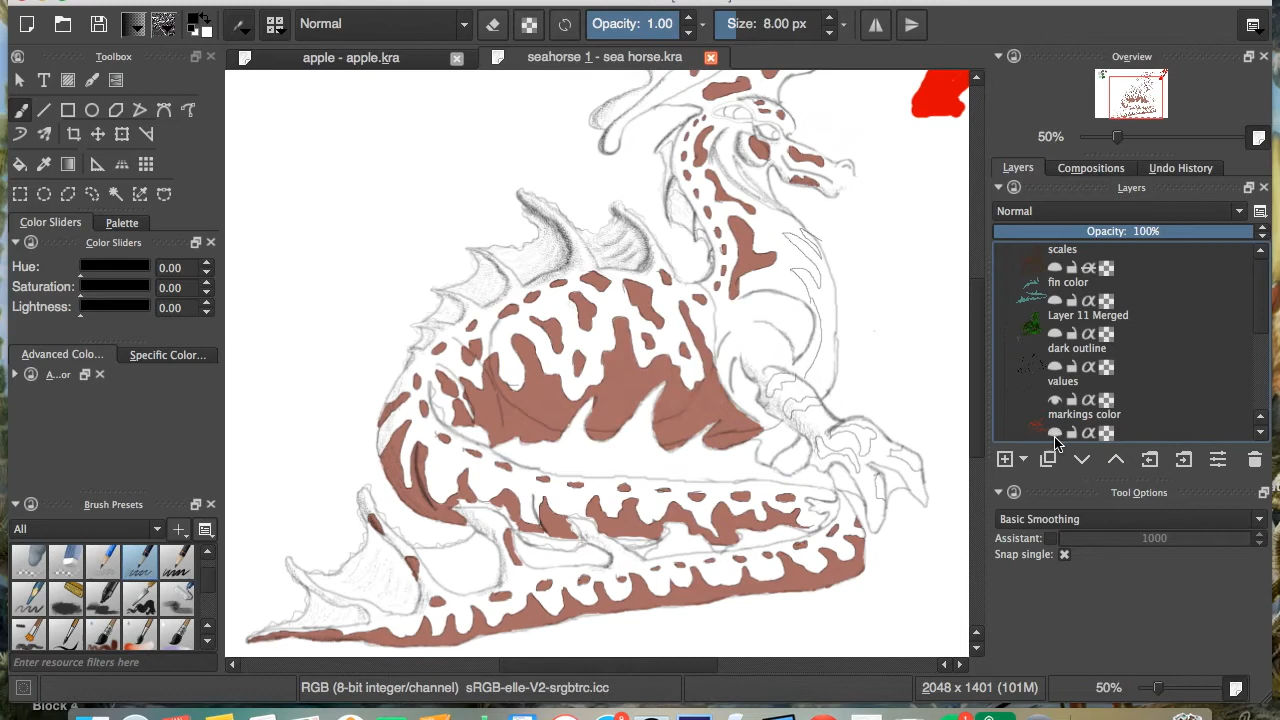 Normal
Opacity: 1.00
Size: 8.00 px
Toolbox
apple - apple.kra
seahorse 1 - sea horse.kra
Overview
50%
Layers
Compositions
Undo History
Layers
Normal
Opacity: 100%
scales
fin color
Layer 11 Merged
dark outline
values
markings color
Color Sliders
Palette
Color Sliders
Hue:
0.00
Saturation:
0.00
Lightness:
0.00
Advanced Colo...
Specific Color...
A...or
Brush Presets
All
Enter resource filters here
Tool Options
Basic Smoothing
Assistant:
1000
Snap single:
RGB (8-bit integer/channel) sRGB-elle-V2-srgbtrc.icc
2048 x 1401 (101M)
50%
Block 4